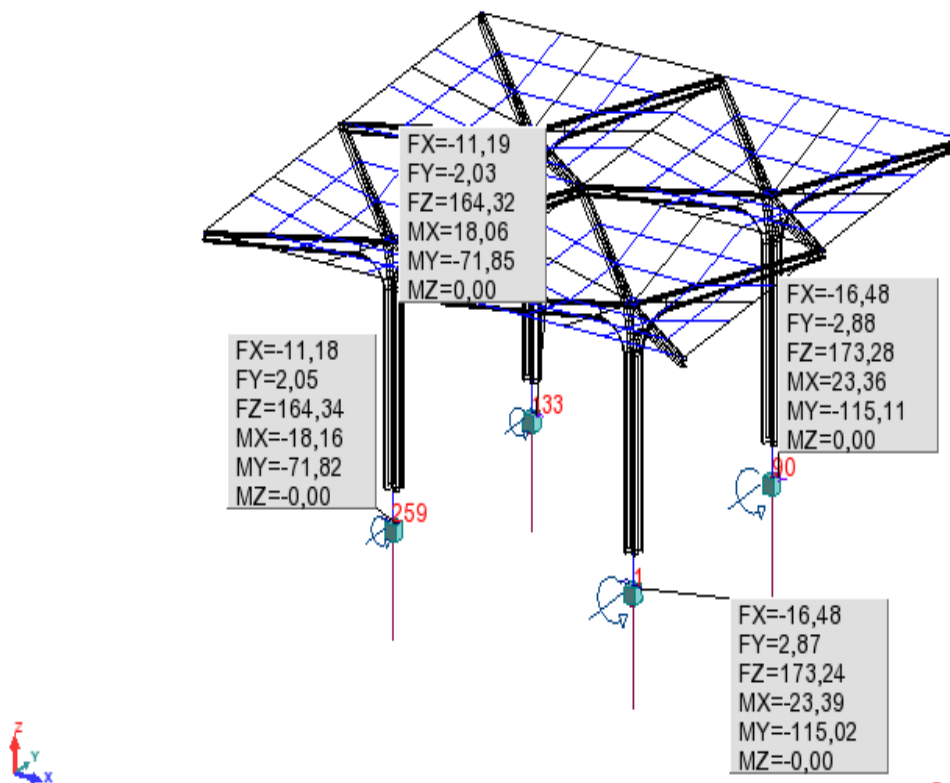 FX=-11,19
FY=-2,03
FZ=164,32
MX=18,06
MY=-71,85
MZ=0,00
FX=-16,48
FY=-2,88
FZ=173,28
MX=23,36
MY=-115,11
MZ=0,00
FX=-11,18
FY=2,05
FZ=164,34
MX=-18,16
MY=-71,82
MZ=-0,00
133
90
259
1
FX=-16,48
FY=2,87
FZ=173,24
MX=-23,39
MY=-115,02
MZ=-0,00
Z
Y
X